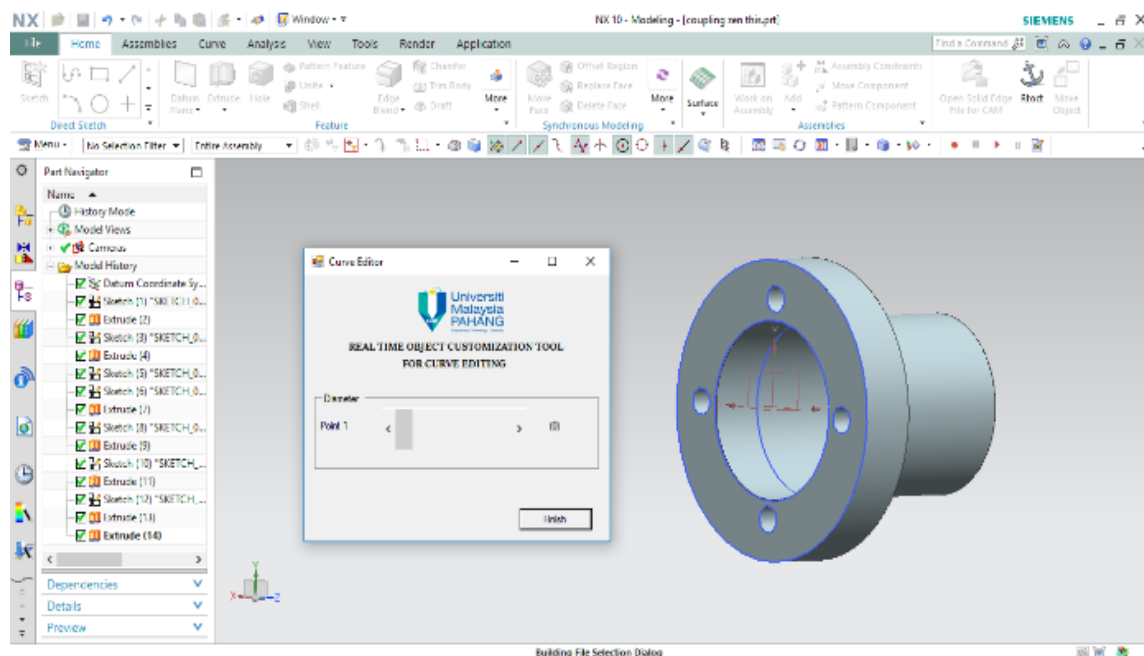 NX Window NX 10 - Modeling - [coupling ren this.prt] SIEMENS
File Home Assemblies Curve Analysis View Tools Render Application Find a Command
Sketch Datum Plane Extrude Hole Pattern Feature Unite Shell Edge Blend Chamfer Trim Body Draft More Move Face Offset Region Replace Face Delete Face More Surface Work on Assembly Add Assembly Constraints Move Component Pattern Component Open Solid Edge File for CAM Move Object
Direct Sketch Feature Synchronous Modeling Assemblies
Menu No Selection Filter Entire Assembly
Part Navigator
Name
History Mode
Model Views
Cameras
Model History
Datum Coordinate Sy...
Sketch (1) "SKETCH_0...
Extrude (2)
Sketch (3) "SKETCH_0...
Extrude (4)
Sketch (5) "SKETCH_0...
Sketch (6) "SKETCH_0...
Extrude (7)
Sketch (8) "SKETCH_0...
Extrude (9)
Sketch (10) "SKETCH_...
Extrude (11)
Sketch (12) "SKETCH_...
Extrude (13)
Extrude (14)
Dependencies
Details
Preview
Curve Editor
Universiti
Malaysia
PAHANG
REAL TIME OBJECT CUSTOMIZATION TOOL
FOR CURVE EDITING
Diameter
Point 1
Finish
Y
X
Z
Building File Selection Dialog